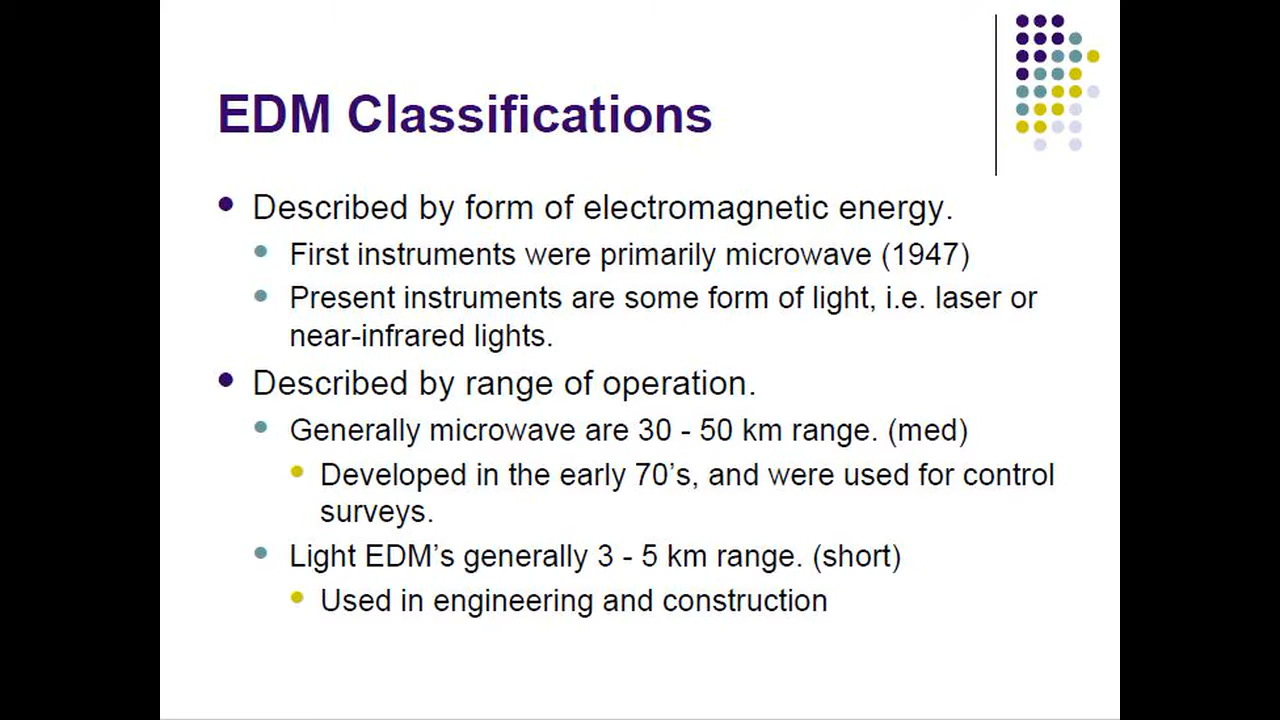 EDM Classifications
Described by form of electromagnetic energy.
First instruments were primarily microwave (1947)
Present instruments are some form of light, i.e. laser or
near-infrared lights.
Described by range of operation.
Generally microwave are 30 - 50 km range. (med)
Developed in the early 70’s, and were used for control
surveys.
Light EDM’s generally 3 - 5 km range. (short)
Used in engineering and construction